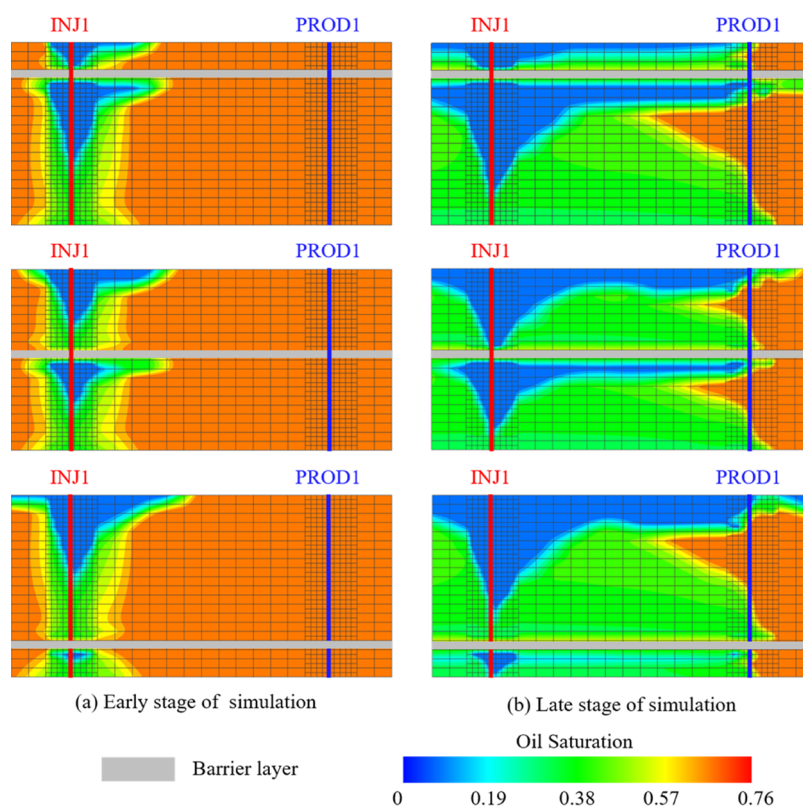 INJ1 PROD1 INJ1 PROD1
INJ1 PROD1 INJ1 PROD1
INJ1 PROD1 INJ1 PROD1
(a) Early stage of simulation
(b) Late stage of simulation
Barrier layer
Oil Saturation
0 0.19 0.38 0.57 0.76